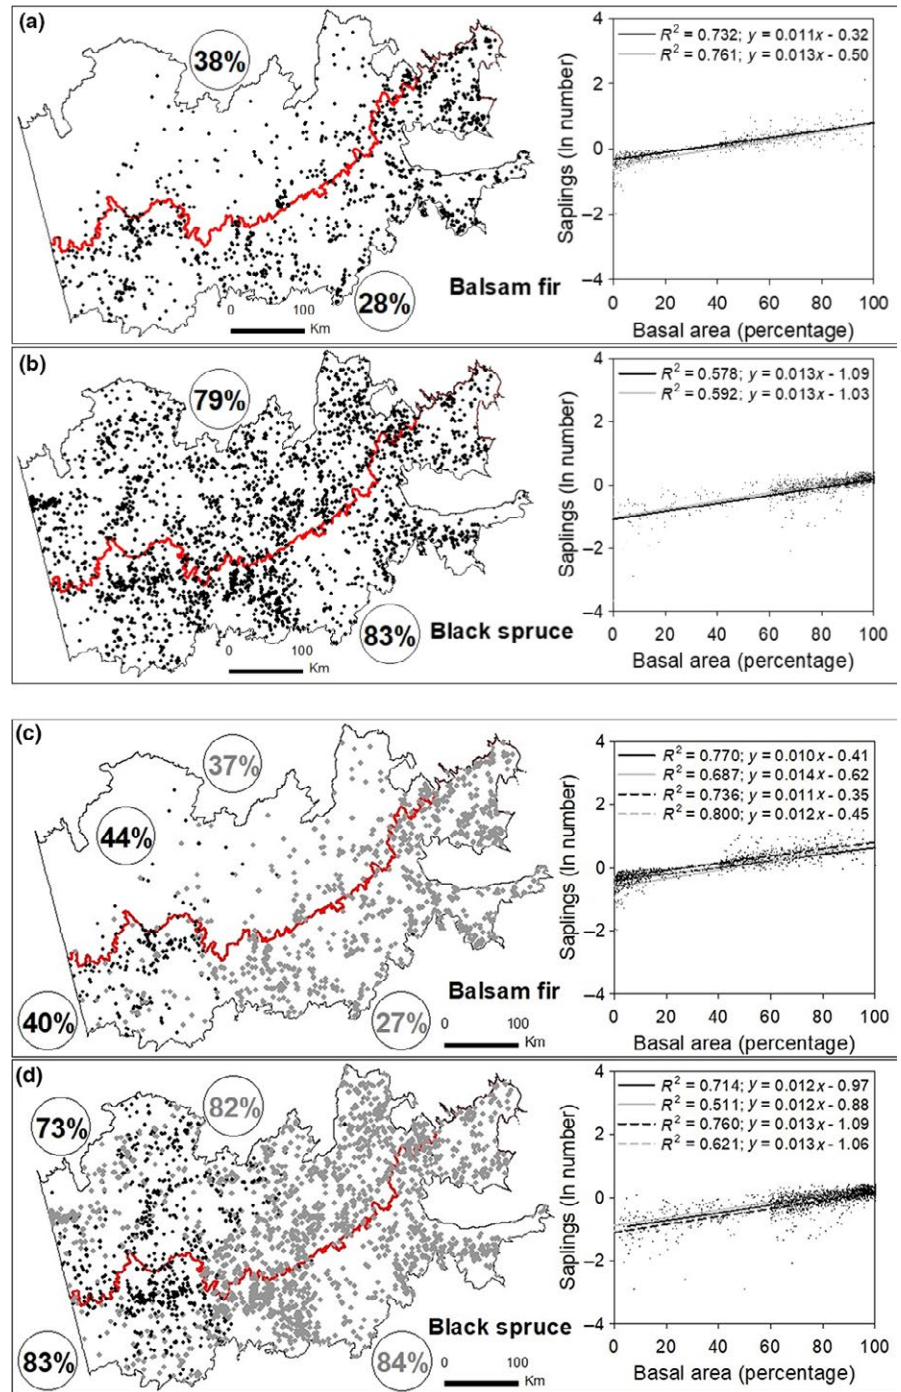 (a)
38%
28%
Balsam fir
0 100
Km
R² = 0.732; y = 0.011x - 0.32
R² = 0.761; y = 0.013x - 0.50
Saplings (ln number)
4
2
0
–2
–4
0 20 40 60 80 100
Basal area (percentage)
(b)
79%
83%
Black spruce
0 100
Km
R² = 0.578; y = 0.013x - 1.09
R² = 0.592; y = 0.013x - 1.03
Saplings (ln number)
4
2
0
–2
–4
0 20 40 60 80 100
Basal area (percentage)
(c)
37%
44%
40%
27%
Balsam fir
0 100
Km
R² = 0.770; y = 0.010x - 0.41
R² = 0.687; y = 0.014x - 0.62
R² = 0.736; y = 0.011x - 0.35
R² = 0.800; y = 0.012x - 0.45
Saplings (ln number)
4
2
0
–2
–4
0 20 40 60 80 100
Basal area (percentage)
(d)
82%
73%
83%
84%
Black spruce
0 100
Km
R² = 0.714; y = 0.012x - 0.97
R² = 0.511; y = 0.012x - 0.88
R² = 0.760; y = 0.013x - 1.09
R² = 0.621; y = 0.013x - 1.06
Saplings (ln number)
4
2
0
–2
–4
0 20 40 60 80 100
Basal area (percentage)